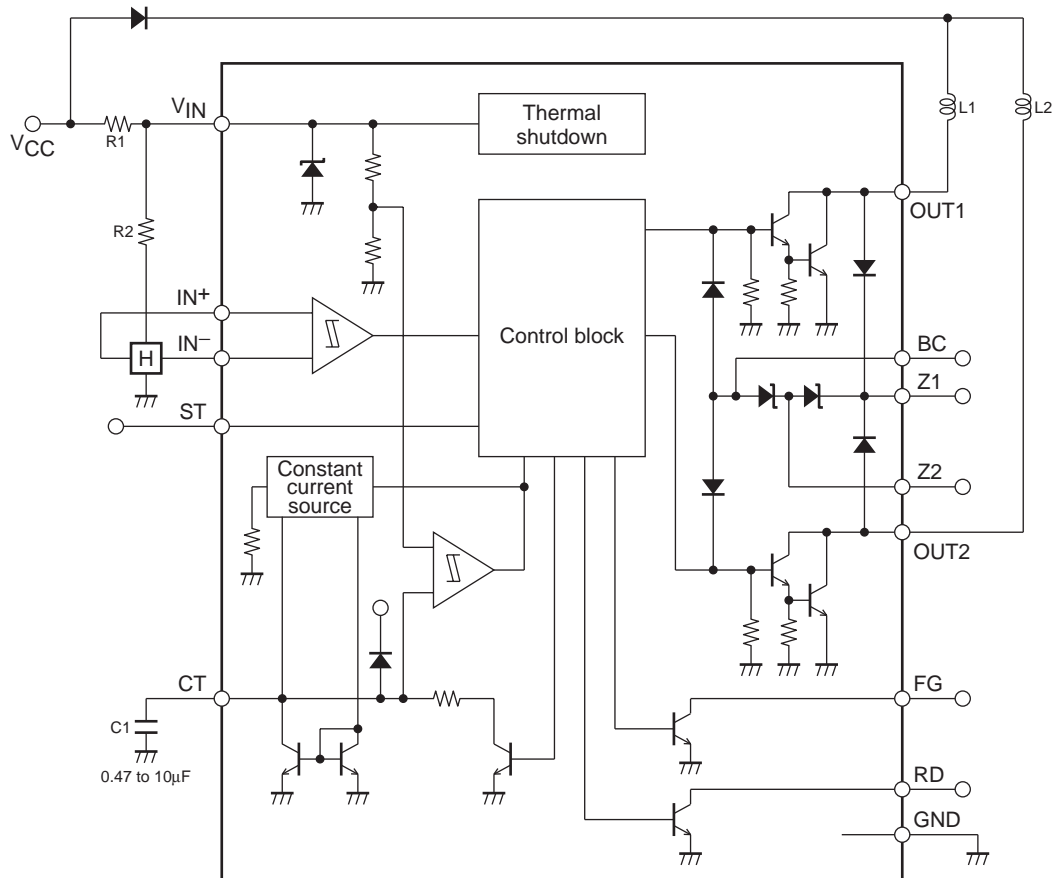 VIN
Thermal
shutdown
VCC
R1
L1
L2
OUT1
R2
IN+
IN−
H
Control block
BC
Z1
ST
Z2
Constant
current
source
OUT2
CT
FG
C1
0.47 to 10µF
RD
GND